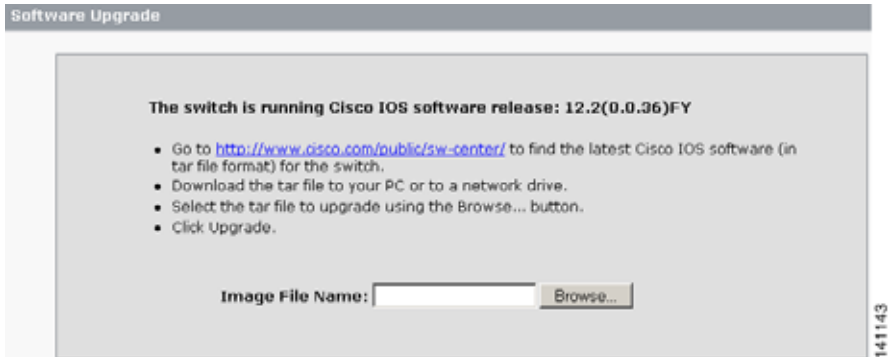 Software Upgrade
The switch is running Cisco IOS software release: 12.2(0.0.36)FY
• Go to http://www.cisco.com/public/sw-center/ to find the latest Cisco IOS software (in
tar file format) for the switch.
• Download the tar file to your PC or to a network drive.
• Select the tar file to upgrade using the Browse... button.
• Click Upgrade.
Image File Name:
Browse...
141143